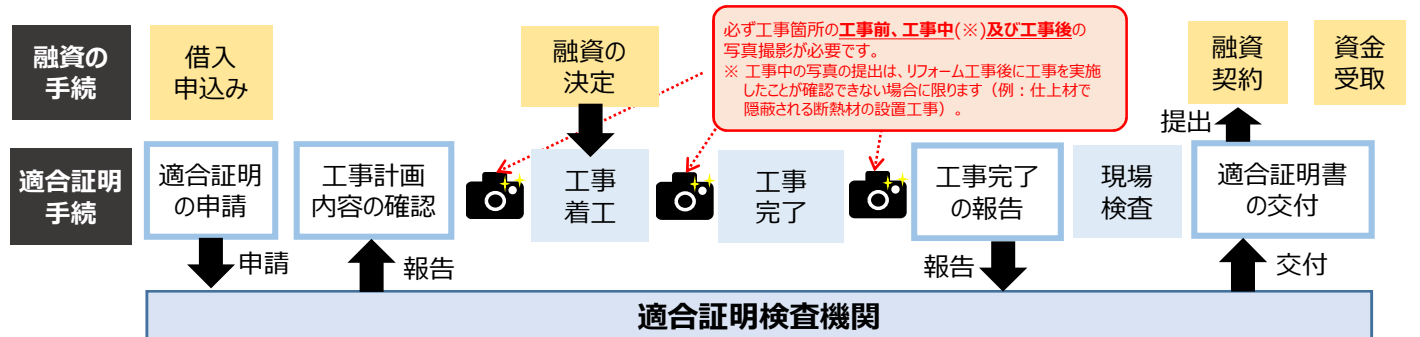 融資の
手続
借入
申込み
融資の
決定
必ず工事箇所の工事前、工事中(※)及び工事後の
写真撮影が必要です。
※ 工事中の写真の提出は、リフォーム工事後に工事を実施
したことが確認できない場合に限ります（例：仕上材で
隠蔽される断熱材の設置工事）。
融資
契約
資金
受取
提出
適合証明
手続
適合証明
の申請
工事計画
内容の確認
工事
着工
工事
完了
工事完了
の報告
現場
検査
適合証明書
の交付
申請
報告
報告
交付
適合証明検査機関